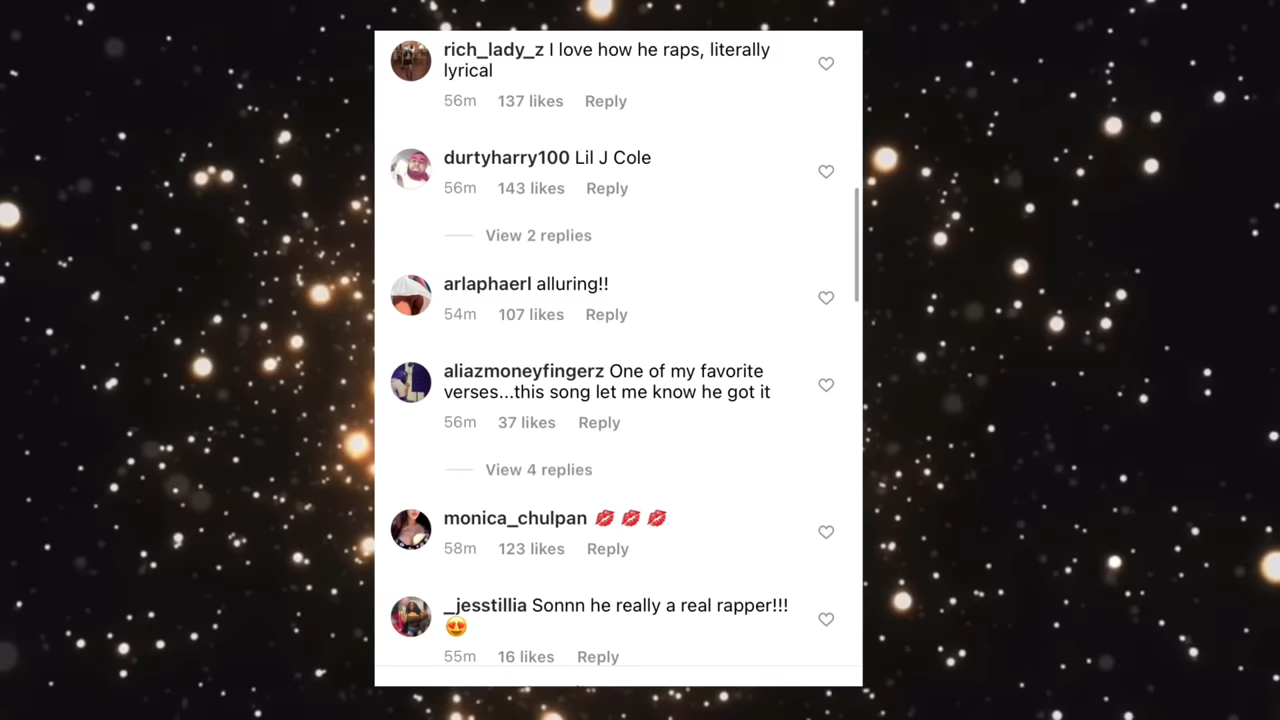 rich_lady_z I love how he raps, literally
lyrical
56m 137 likes Reply
durtyharry100 Lil J Cole
56m 143 likes Reply
View 2 replies
arlaphaerl alluring!!
54m 107 likes Reply
aliazmoneyfingerz One of my favorite
verses...this song let me know he got it
56m 37 likes Reply
View 4 replies
monica_chulpan 💋 💋 💋
58m 123 likes Reply
_jesstillia Sonnn he really a real rapper!!!
😍
55m 16 likes Reply